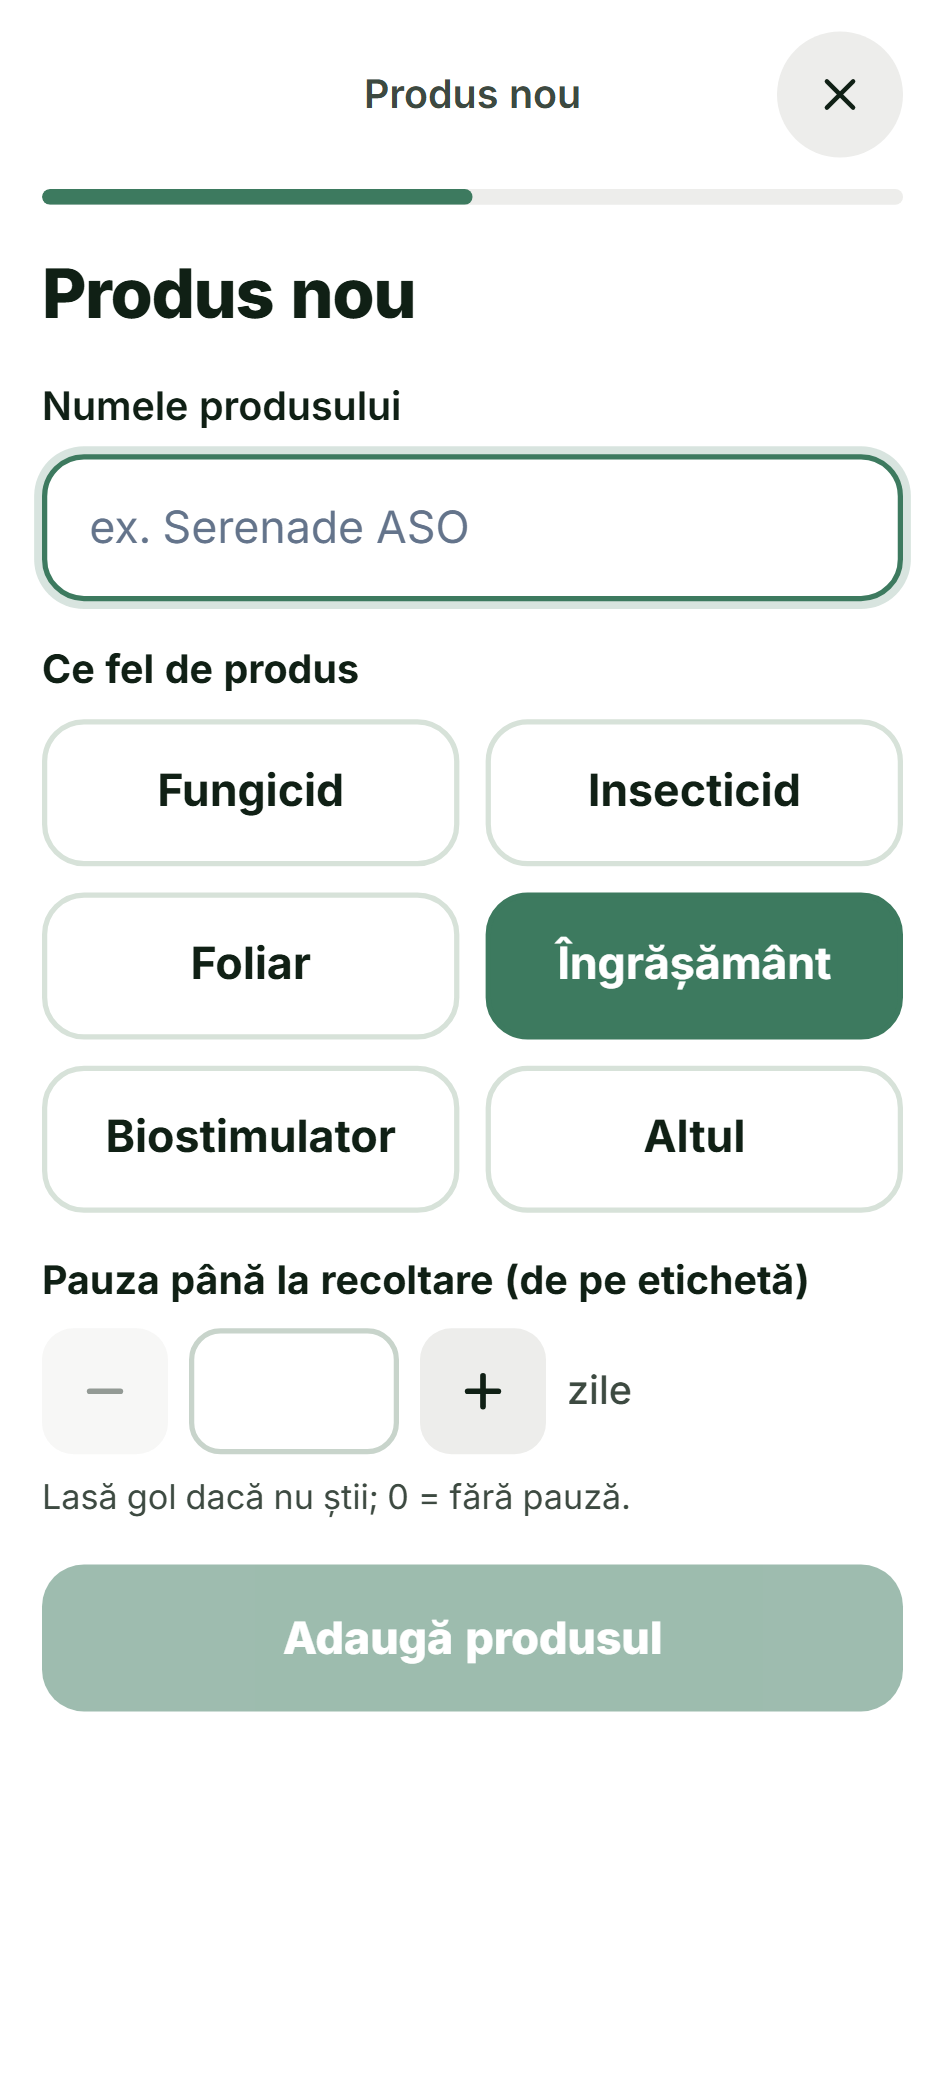 Produs nou
Produs nou
Numele produsului
ex. Serenade ASO
Ce fel de produs
Fungicid
Insecticid
Foliar
Îngrășământ
Biostimulator
Altul
Pauza până la recoltare (de pe etichetă)
zile
Lasă gol dacă nu știi; 0 = fără pauză.
Adaugă produsul